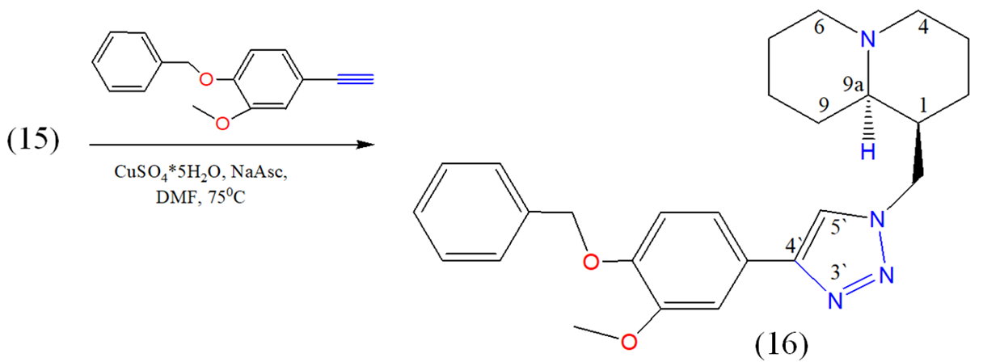 6
N
4
9a
9
1
H
O
O
(15)
CuSO4*5H2O, NaAsc,
DMF, 75⁰C
5`
N
4`
O
3`
N
N
O
(16)